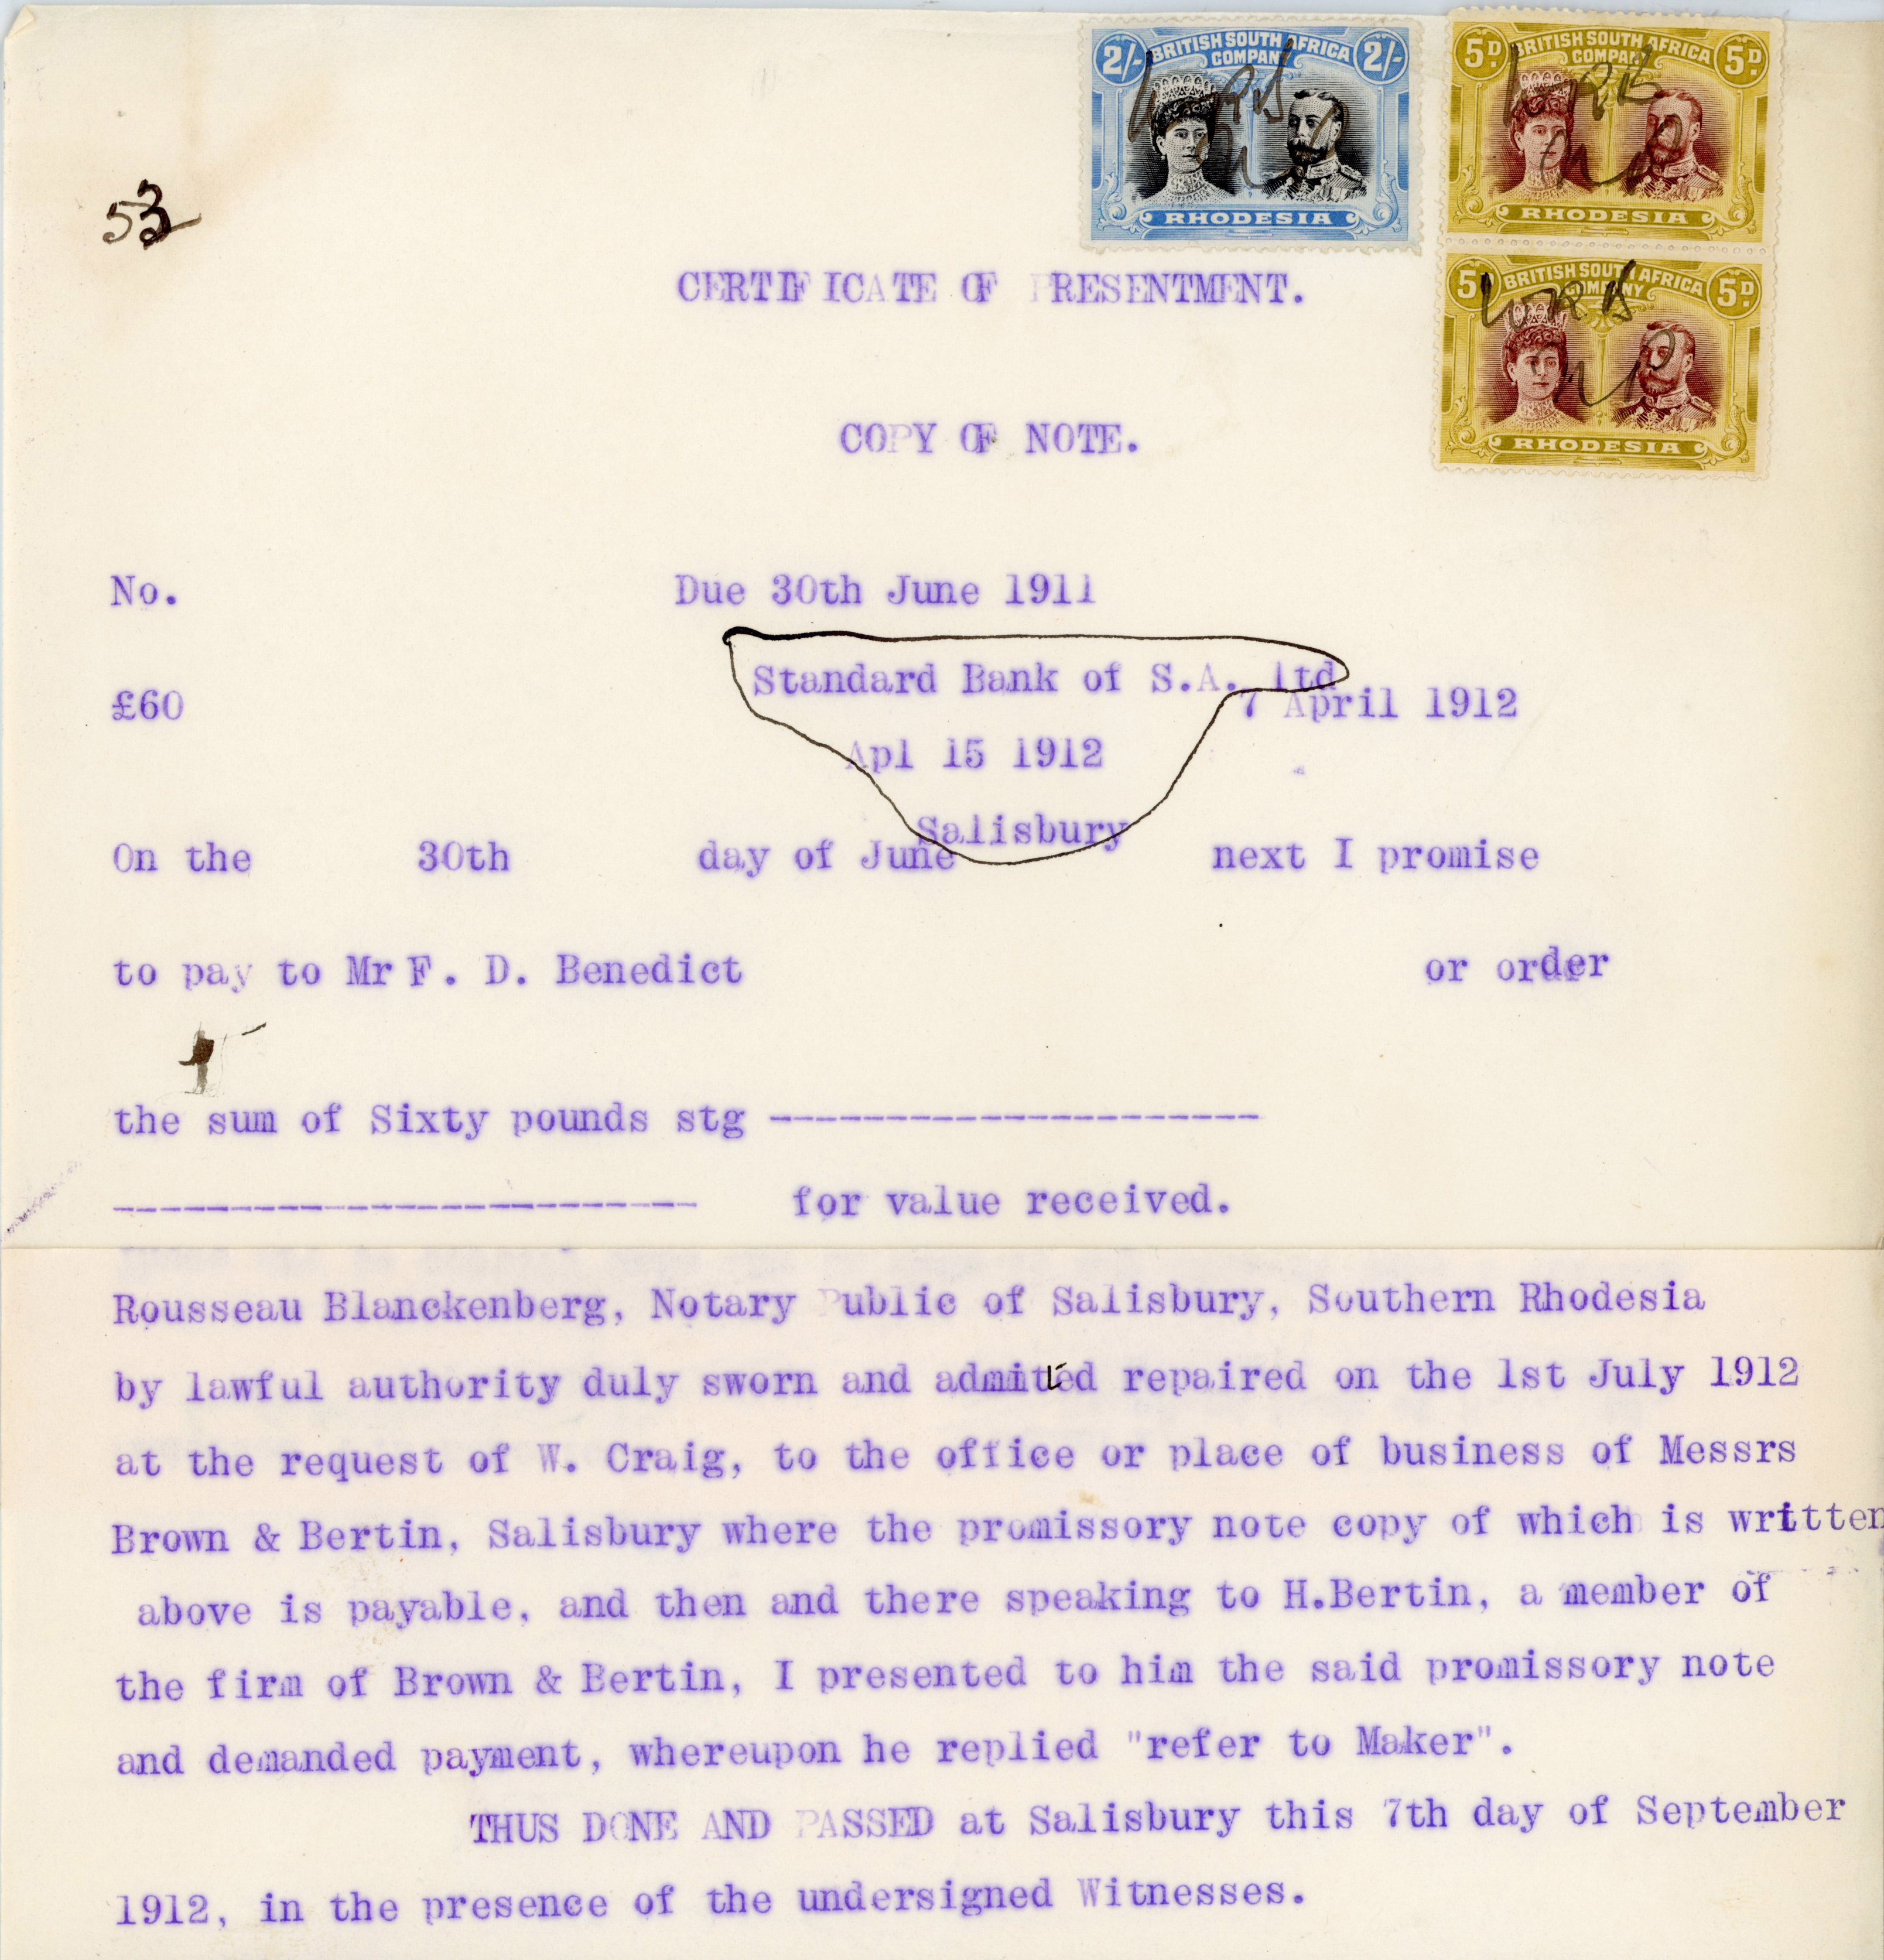 2/- BRITISH SOUTH AFRICA COMPANY 2/-
RHODESIA
5D BRITISH SOUTH AFRICA COMPANY 5D
RHODESIA
5D BRITISH SOUTH AFRICA COMPANY 5D
RHODESIA
53
CERTIFICATE OF PRESENTMENT.
COPY OF NOTE.
No. Due 30th June 1911
Standard Bank of S.A. ltd
£60 7 April 1912
Apl 15 1912
Salisbury
On the 30th day of June next I promise
to pay to Mr F. D. Benedict or order
the sum of Sixty pounds stg ----------------------
--------------------------- for value received.
Rousseau Blanckenberg, Notary Public of Salisbury, Southern Rhodesia
by lawful authority duly sworn and admitted repaired on the 1st July 1912
at the request of W. Craig, to the office or place of business of Messrs
Brown & Bertin, Salisbury where the promissory note copy of which is written
above is payable, and then and there speaking to H.Bertin, a member of
the firm of Brown & Bertin, I presented to him the said promissory note
and demanded payment, whereupon he replied "refer to Maker".
THUS DONE AND PASSED at Salisbury this 7th day of September
1912, in the presence of the undersigned Witnesses.